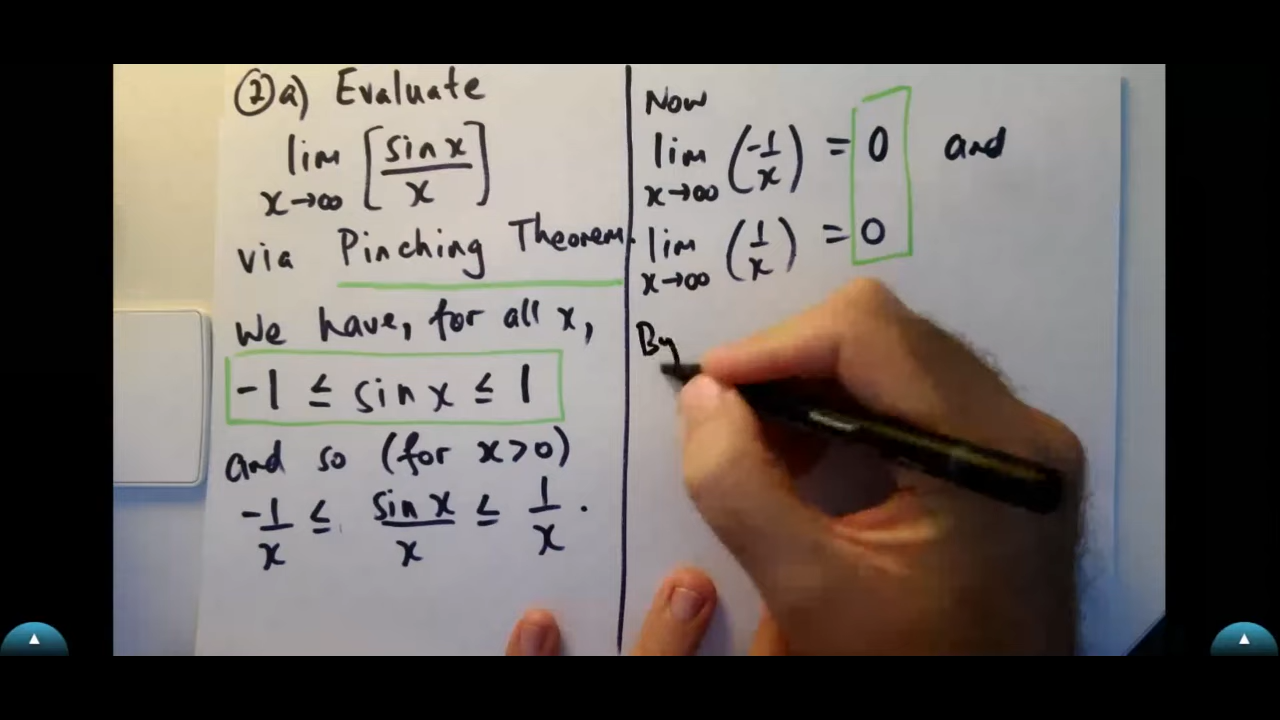 ② a) Evaluate
lim x→∞ [sin x / x]
via Pinching Theorem.
We have, for all x,
-1 ≤ sin x ≤ 1
and so (for x>0)
-1/x ≤ sin x / x ≤ 1/x.
Now
lim x→∞ (-1/x) = 0 and
lim x→∞ (1/x) = 0
By